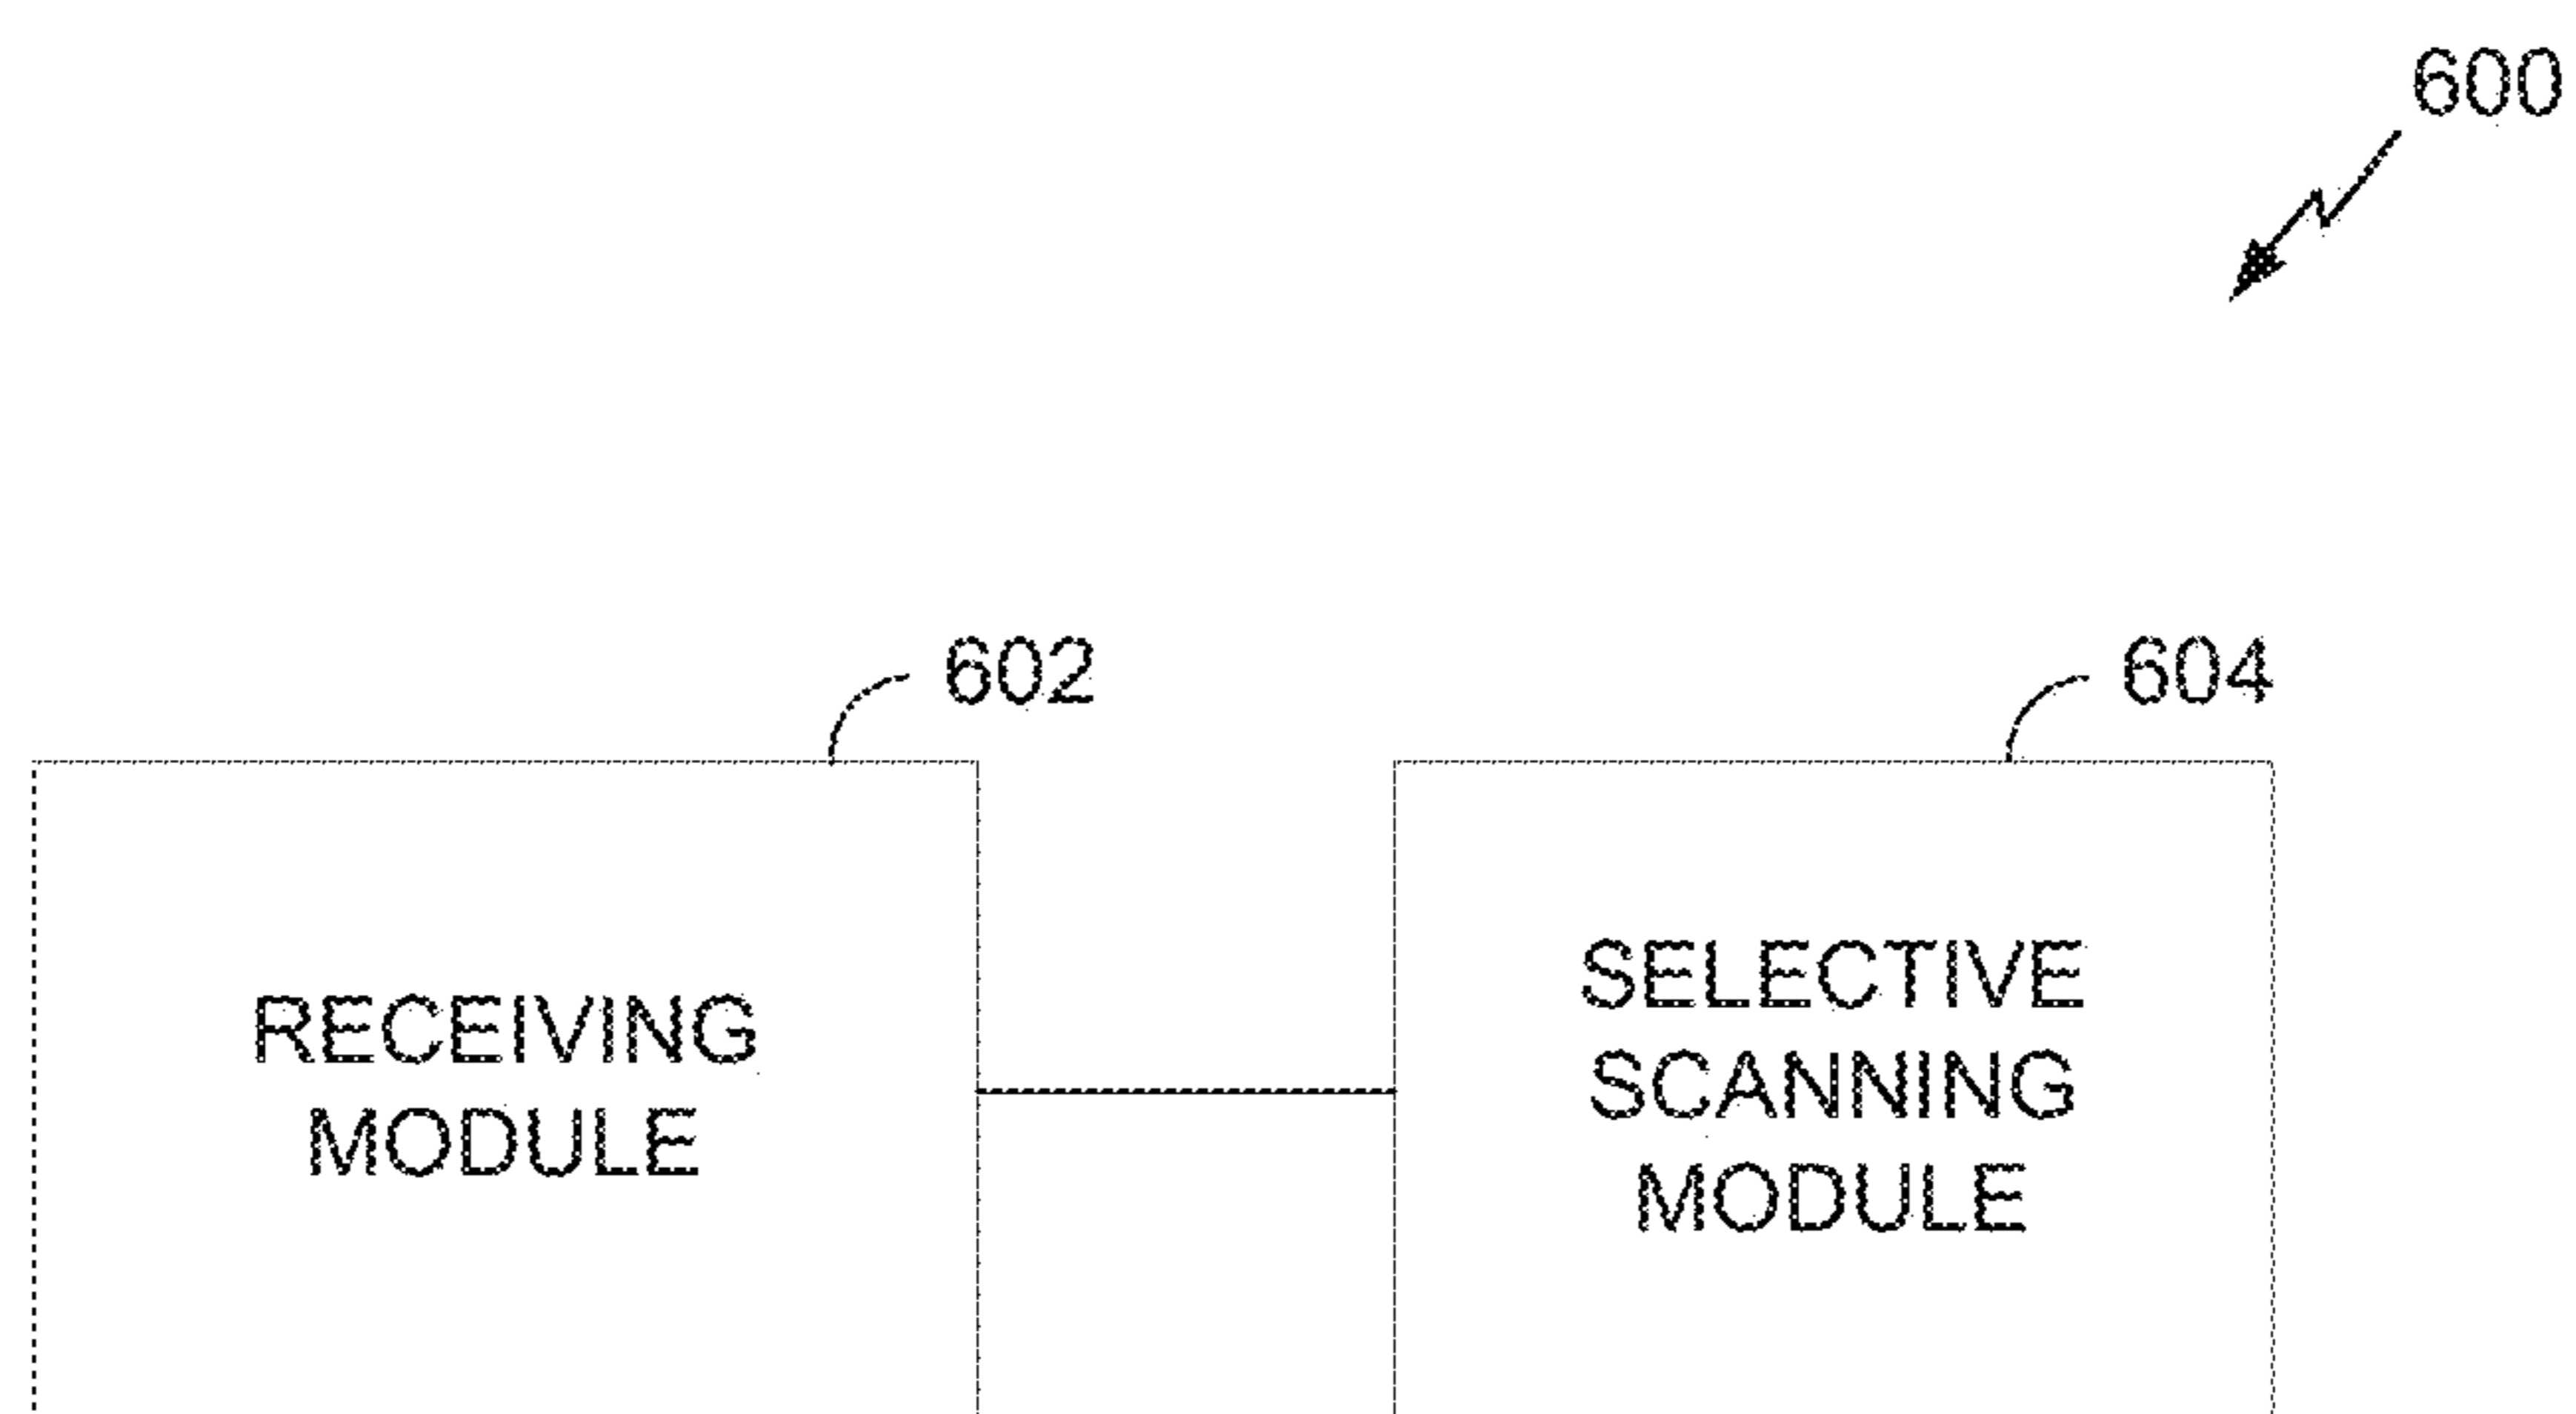 600
602
604
RECEIVING
MODULE
SELECTIVE
SCANNING
MODULE